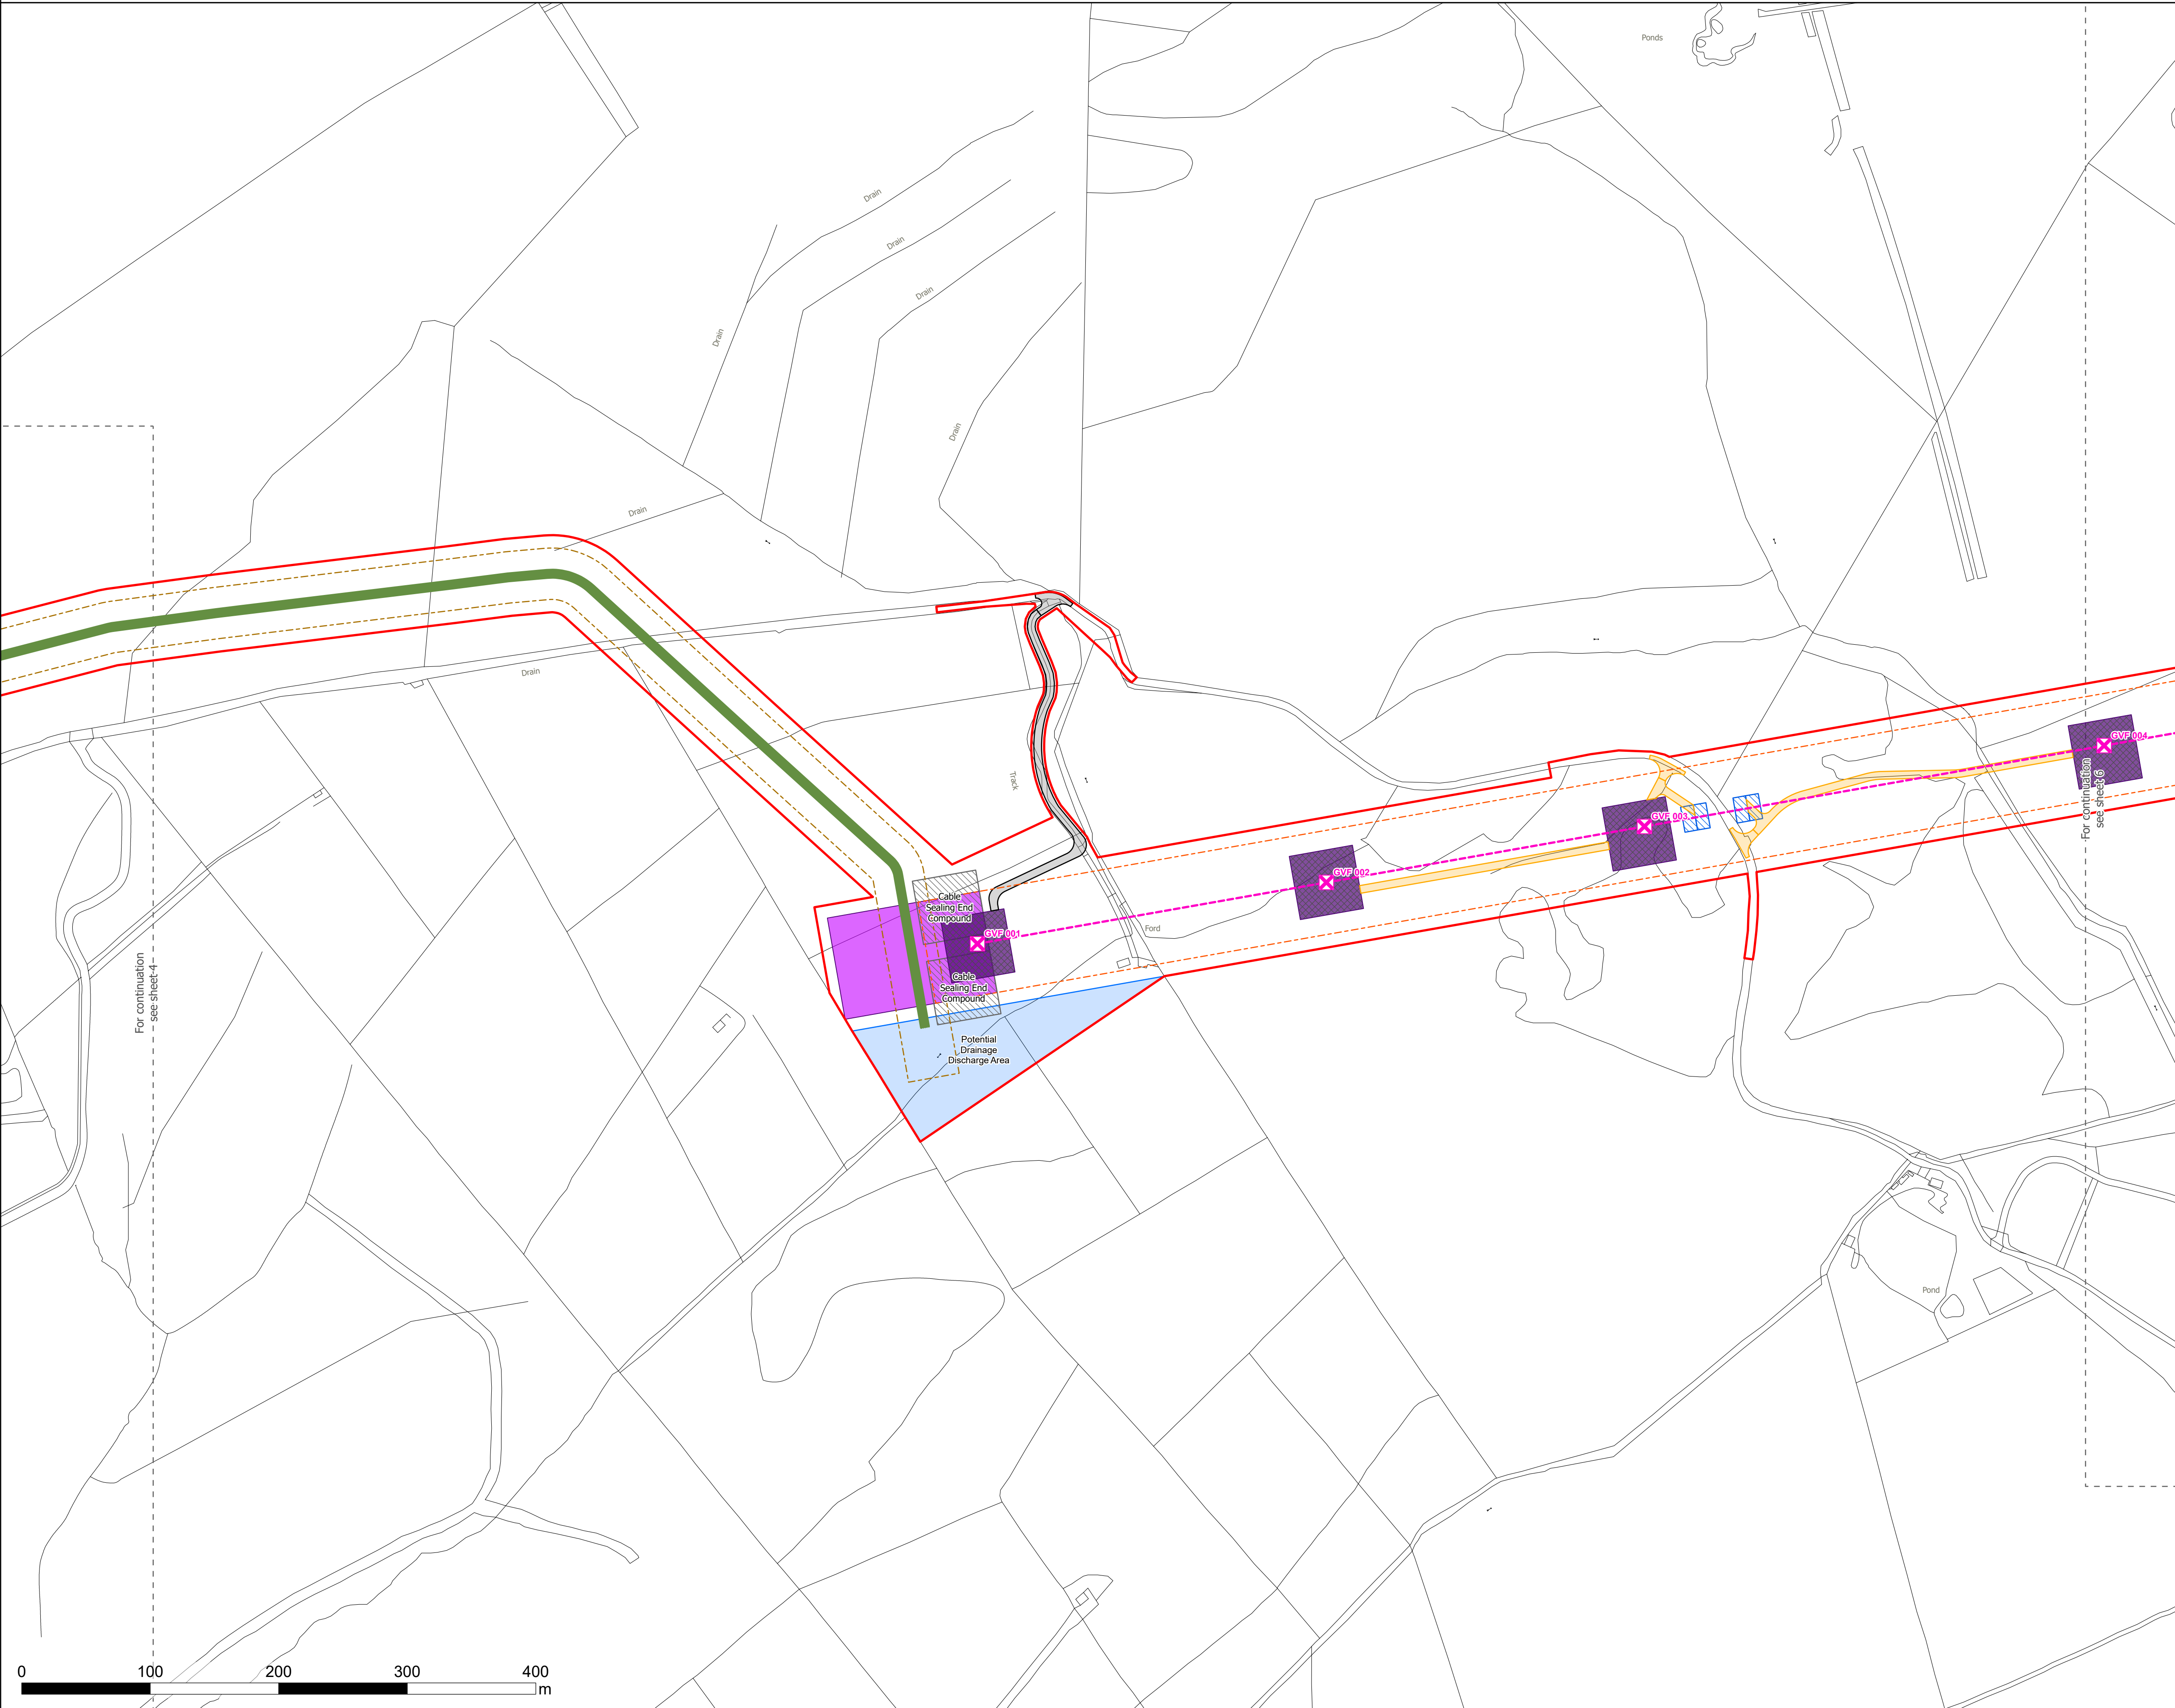 Ponds
Drain
Drain
Drain
Drain
Drain
Drain
Drain
Track
GVF 004
For continuation
see sheet 6
GVF 003
GVF 002
Cable
Sealing End
Compound
GVF 001
Ford
For continuation
see sheet 4
Cable
Sealing End
Compound
Potential
Drainage
Discharge Area
Pond
0 100 200 300 400
m